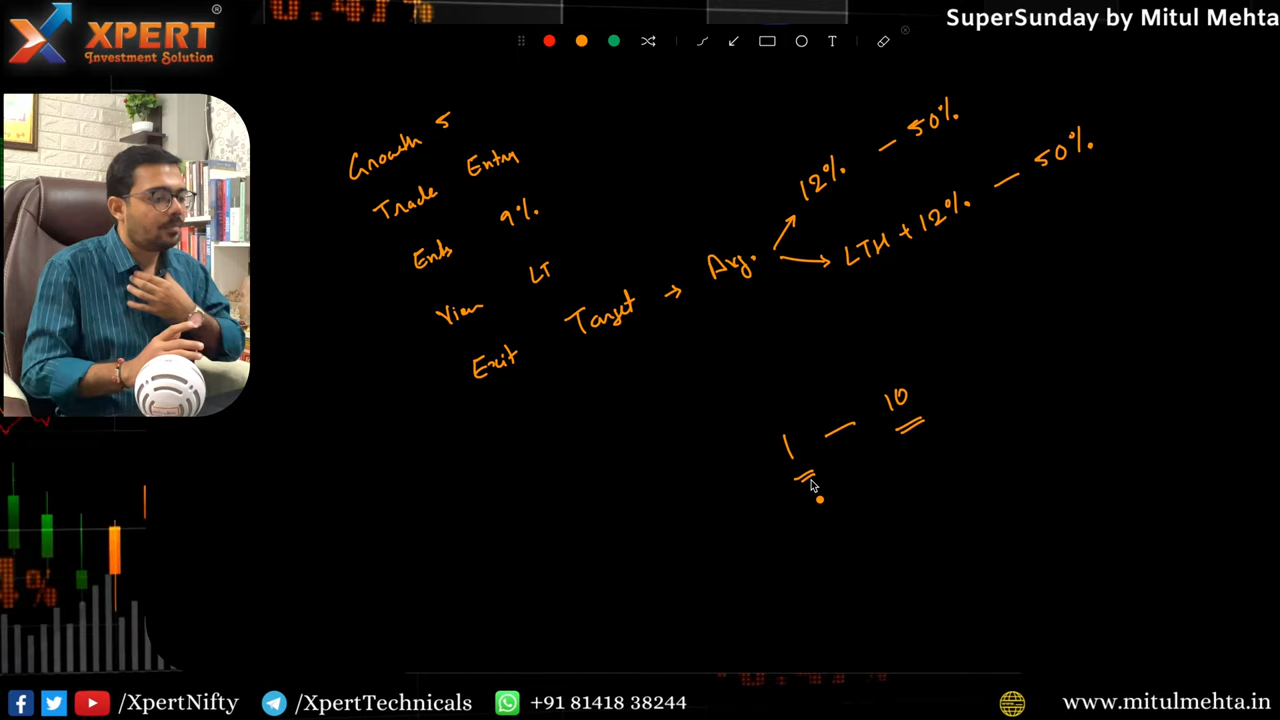 XPERT
®
Investment Solution
SuperSunday by Mitul Mehta
T
Growth 5
Trade Entry
9%
View LT
Exit Target → Avg.
12% — 50%
LTH + 12% — 50%
1 — 10
/XpertNifty
/XpertTechnicals
+91 81418 38244
www.mitulmehta.in